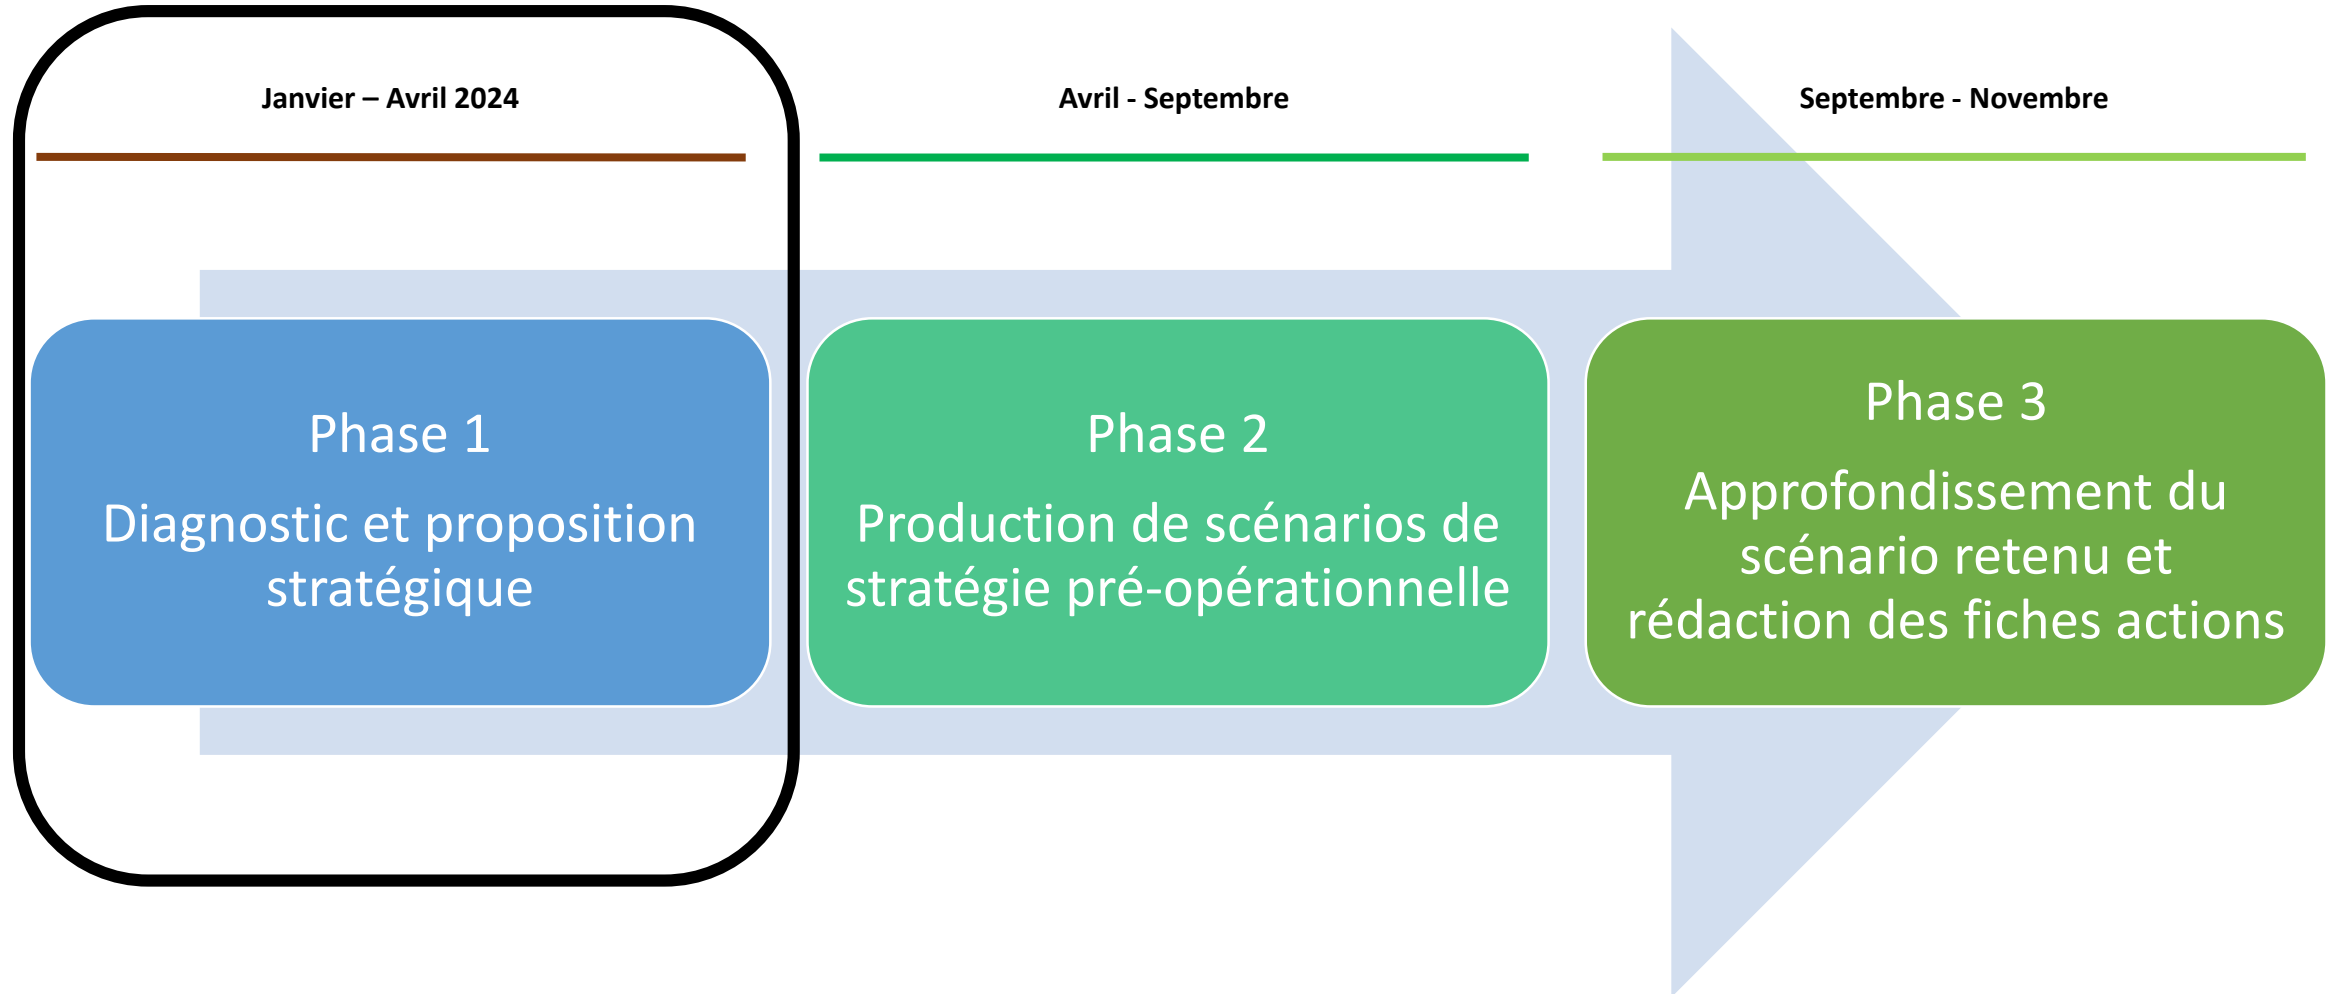 Janvier – Avril 2024
Avril - Septembre
Septembre - Novembre
Phase 1
Diagnostic et proposition
stratégique
Phase 2
Production de scénarios de
stratégie pré-opérationnelle
Phase 3
Approfondissement du
scénario retenu et
rédaction des fiches actions